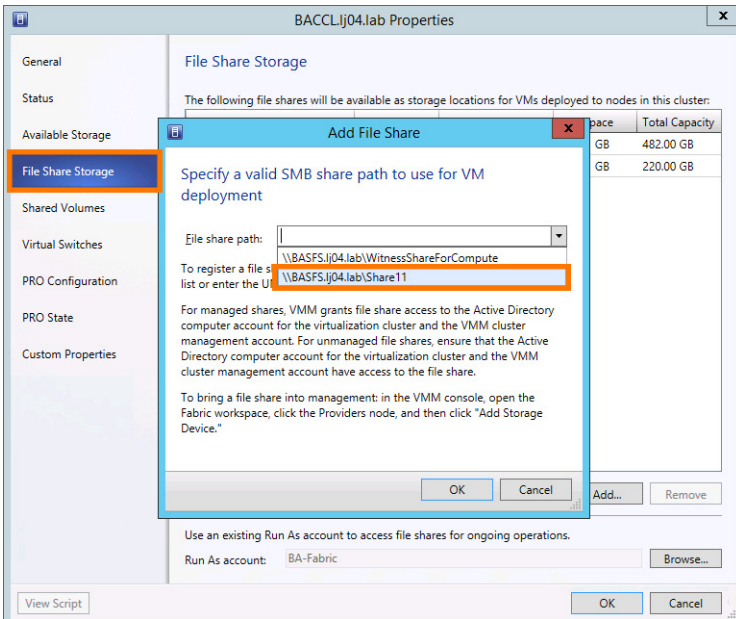 BACCL.lj04.lab Properties
x
General
Status
Available Storage
File Share Storage
Shared Volumes
Virtual Switches
PRO Configuration
PRO State
Custom Properties
File Share Storage
The following file shares will be available as storage locations for VMs deployed to nodes in this cluster:
pace Total Capacity
GB 482.00 GB
GB 220.00 GB
Add File Share
x
Specify a valid SMB share path to use for VM
deployment
File share path:
\\BASFS.lj04.lab\WitnessShareForCompute
\\BASFS.lj04.lab\Share11
To register a file s
list or enter the U
For managed shares, VMM grants file share access to the Active Directory
computer account for the virtualization cluster and the VMM cluster
management account. For unmanaged file shares, ensure that the Active
Directory computer account for the virtualization cluster and the VMM
cluster management account have access to the file share.
To bring a file share into management: in the VMM console, open the
Fabric workspace, click the Providers node, and then click "Add Storage
Device."
OK Cancel
Add... Remove
Use an existing Run As account to access file shares for ongoing operations.
Run As account: BA-Fabric Browse...
View Script OK Cancel